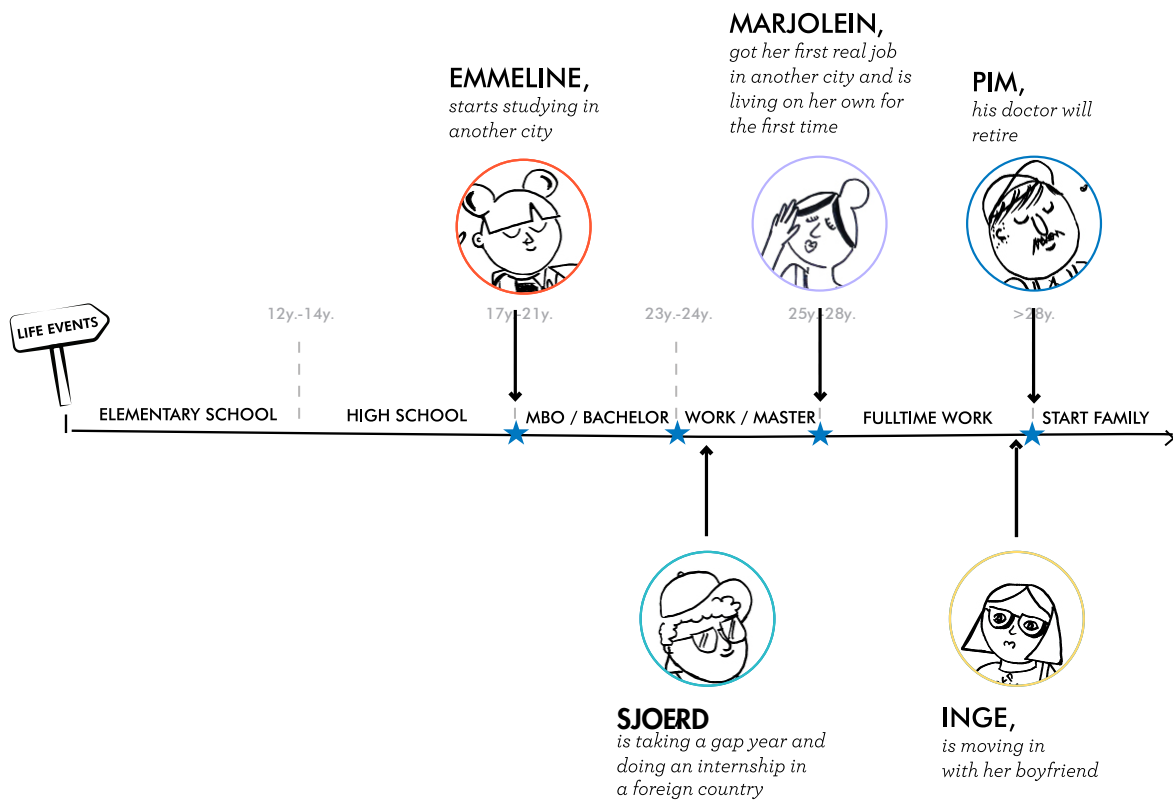 MARJOLEIN,
got her first real job
in another city and is
living on her own for
the first time
EMMELINE,
starts studying in
another city
PIM,
his doctor will
retire
LIFE EVENTS
12y.-14y.
17y.-21y.
23y.-24y.
25y.-28y.
>28y.
ELEMENTARY SCHOOL
HIGH SCHOOL
MBO / BACHELOR
WORK / MASTER
FULLTIME WORK
START FAMILY
SJOERD
is taking a gap year and
doing an internship in
a foreign country
INGE,
is moving in
with her boyfriend